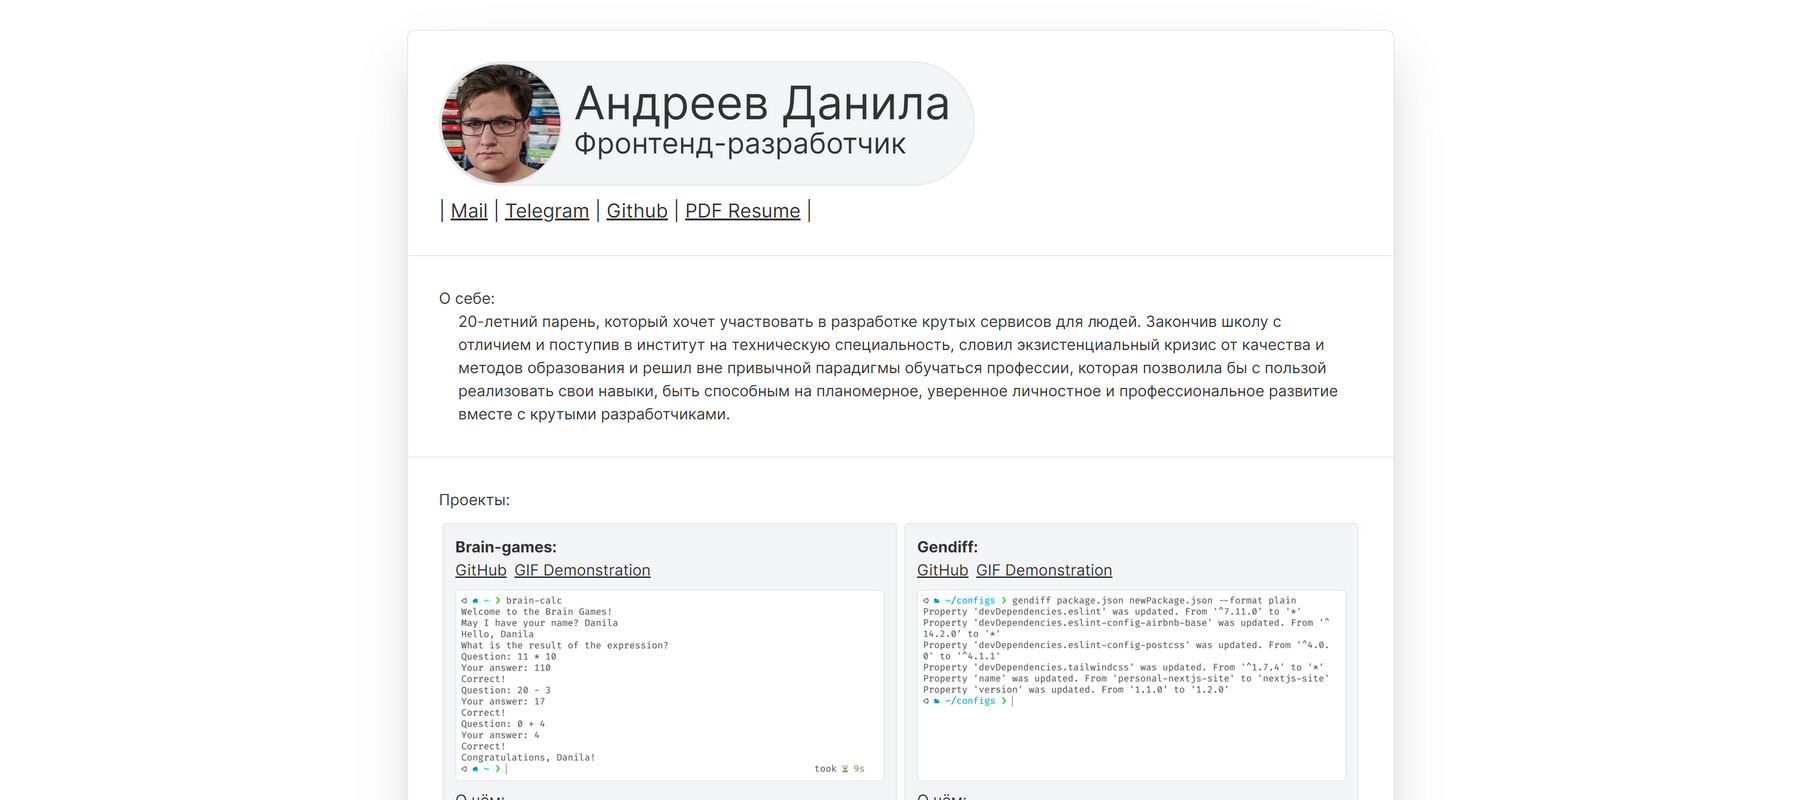 Андреев Данила
Фронтенд-разработчик
| Mail | Telegram | Github | PDF Resume |
О себе:
20-летний парень, который хочет участвовать в разработке крутых сервисов для людей. Закончив школу с
отличием и поступив в институт на техническую специальность, словил экзистенциальный кризис от качества и
методов образования и решил вне привычной парадигмы обучаться профессии, которая позволила бы с пользой
реализовать свои навыки, быть способным на планомерное, уверенное личностное и профессиональное развитие
вместе с крутыми разработчиками.
Проекты:
Brain-games:
GitHub GIF Demonstration
~ ❯ brain-calc
Welcome to the Brain Games!
May I have your name? Danila
Hello, Danila
What is the result of the expression?
Question: 11 * 10
Your answer: 110
Correct!
Question: 20 - 3
Your answer: 17
Correct!
Question: 0 + 4
Your answer: 4
Correct!
Congratulations, Danila!
~ ❯ took ⌛ 9s
О чём:
Gendiff:
GitHub GIF Demonstration
~/configs ❯ gendiff package.json newPackage.json --format plain
Property 'devDependencies.eslint' was updated. From '^7.11.0' to '*'
Property 'devDependencies.eslint-config-airbnb-base' was updated. From '^
14.2.0' to '*'
Property 'devDependencies.eslint-config-postcss' was updated. From '^4.0.
0' to '^4.1.1'
Property 'devDependencies.tailwindcss' was updated. From '^1.7.4' to '*'
Property 'name' was updated. From 'personal-nextjs-site' to 'nextjs-site'
Property 'version' was updated. From '1.1.0' to '1.2.0'
~/configs ❯
О чём: